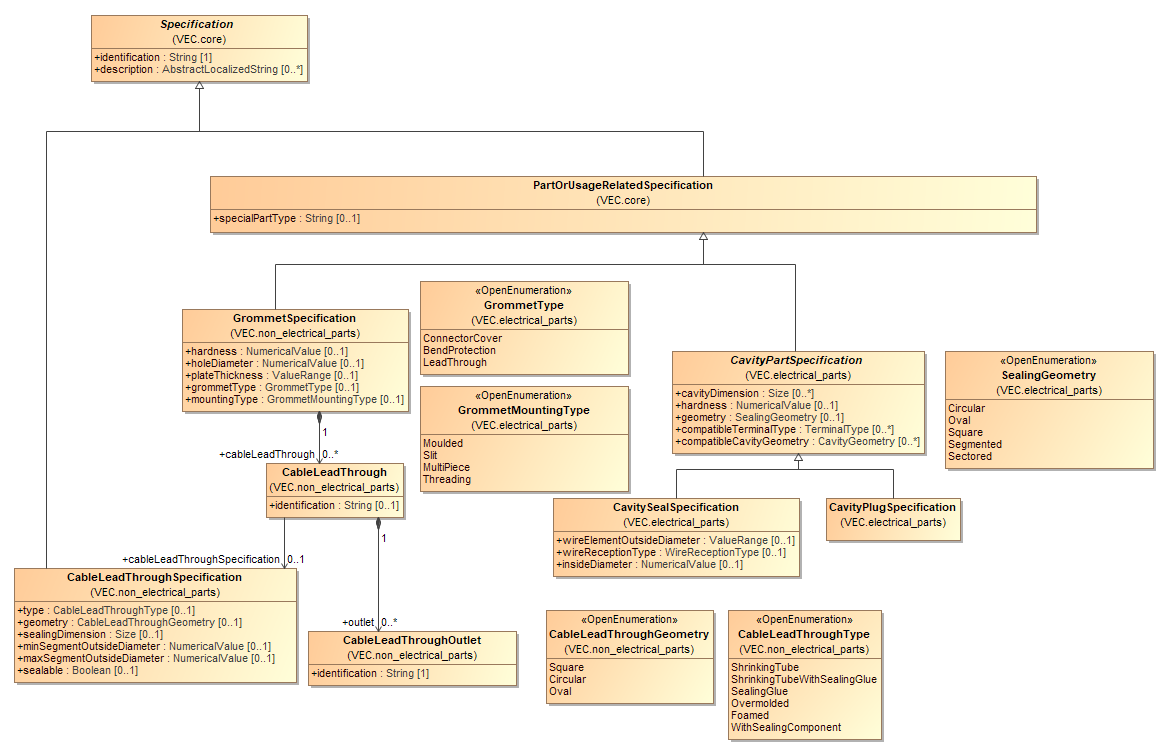 Specification
(VEC.core)
+identification : String [1]
+description : AbstractLocalizedString [0..*]
PartOrUsageRelatedSpecification
(VEC.core)
+specialPartType : String [0..1]
GrommetSpecification
(VEC.non_electrical_parts)
+hardness : NumericalValue [0..1]
+holeDiameter : NumericalValue [0..1]
+plateThickness : ValueRange [0..1]
+grommetType : GrommetType [0..1]
+mountingType : GrommetMountingType [0..1]
«OpenEnumeration»
GrommetType
(VEC.electrical_parts)
ConnectorCover
BendProtection
LeadThrough
«OpenEnumeration»
GrommetMountingType
(VEC.electrical_parts)
Moulded
Slit
MultiPiece
Threading
CavityPartSpecification
(VEC.electrical_parts)
+cavityDimension : Size [0..*]
+hardness : NumericalValue [0..1]
+geometry : SealingGeometry [0..1]
+compatibleTerminalType : TerminalType [0..*]
+compatibleCavityGeometry : CavityGeometry [0..*]
«OpenEnumeration»
SealingGeometry
(VEC.electrical_parts)
Circular
Oval
Square
Segmented
Sectored
1
+cableLeadThrough 0..*
CableLeadThrough
(VEC.non_electrical_parts)
+identification : String [0..1]
CavitySealSpecification
(VEC.electrical_parts)
+wireElementOutsideDiameter : ValueRange [0..1]
+wireReceptionType : WireReceptionType [0..1]
+insideDiameter : NumericalValue [0..1]
CavityPlugSpecification
(VEC.electrical_parts)
1
+cableLeadThroughSpecification 0..1
CableLeadThroughSpecification
(VEC.non_electrical_parts)
+type : CableLeadThroughType [0..1]
+geometry : CableLeadThroughGeometry [0..1]
+sealingDimension : Size [0..1]
+minSegmentOutsideDiameter : NumericalValue [0..1]
+maxSegmentOutsideDiameter : NumericalValue [0..1]
+sealable : Boolean [0..1]
+outlet 0..*
CableLeadThroughOutlet
(VEC.non_electrical_parts)
+identification : String [1]
«OpenEnumeration»
CableLeadThroughGeometry
(VEC.non_electrical_parts)
Square
Circular
Oval
«OpenEnumeration»
CableLeadThroughType
(VEC.non_electrical_parts)
ShrinkingTube
ShrinkingTubeWithSealingGlue
SealingGlue
Overmolded
Foamed
WithSealingComponent